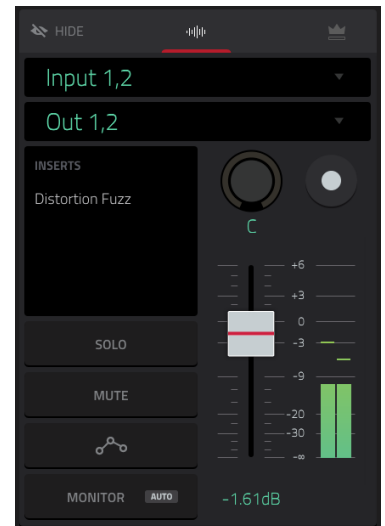 HIDE
Input 1,2
Out 1,2
INSERTS
Distortion Fuzz
C
+6
+3
0
-3
-9
-20
-30
-∞
SOLO
MUTE
MONITOR AUTO
-1.61dB